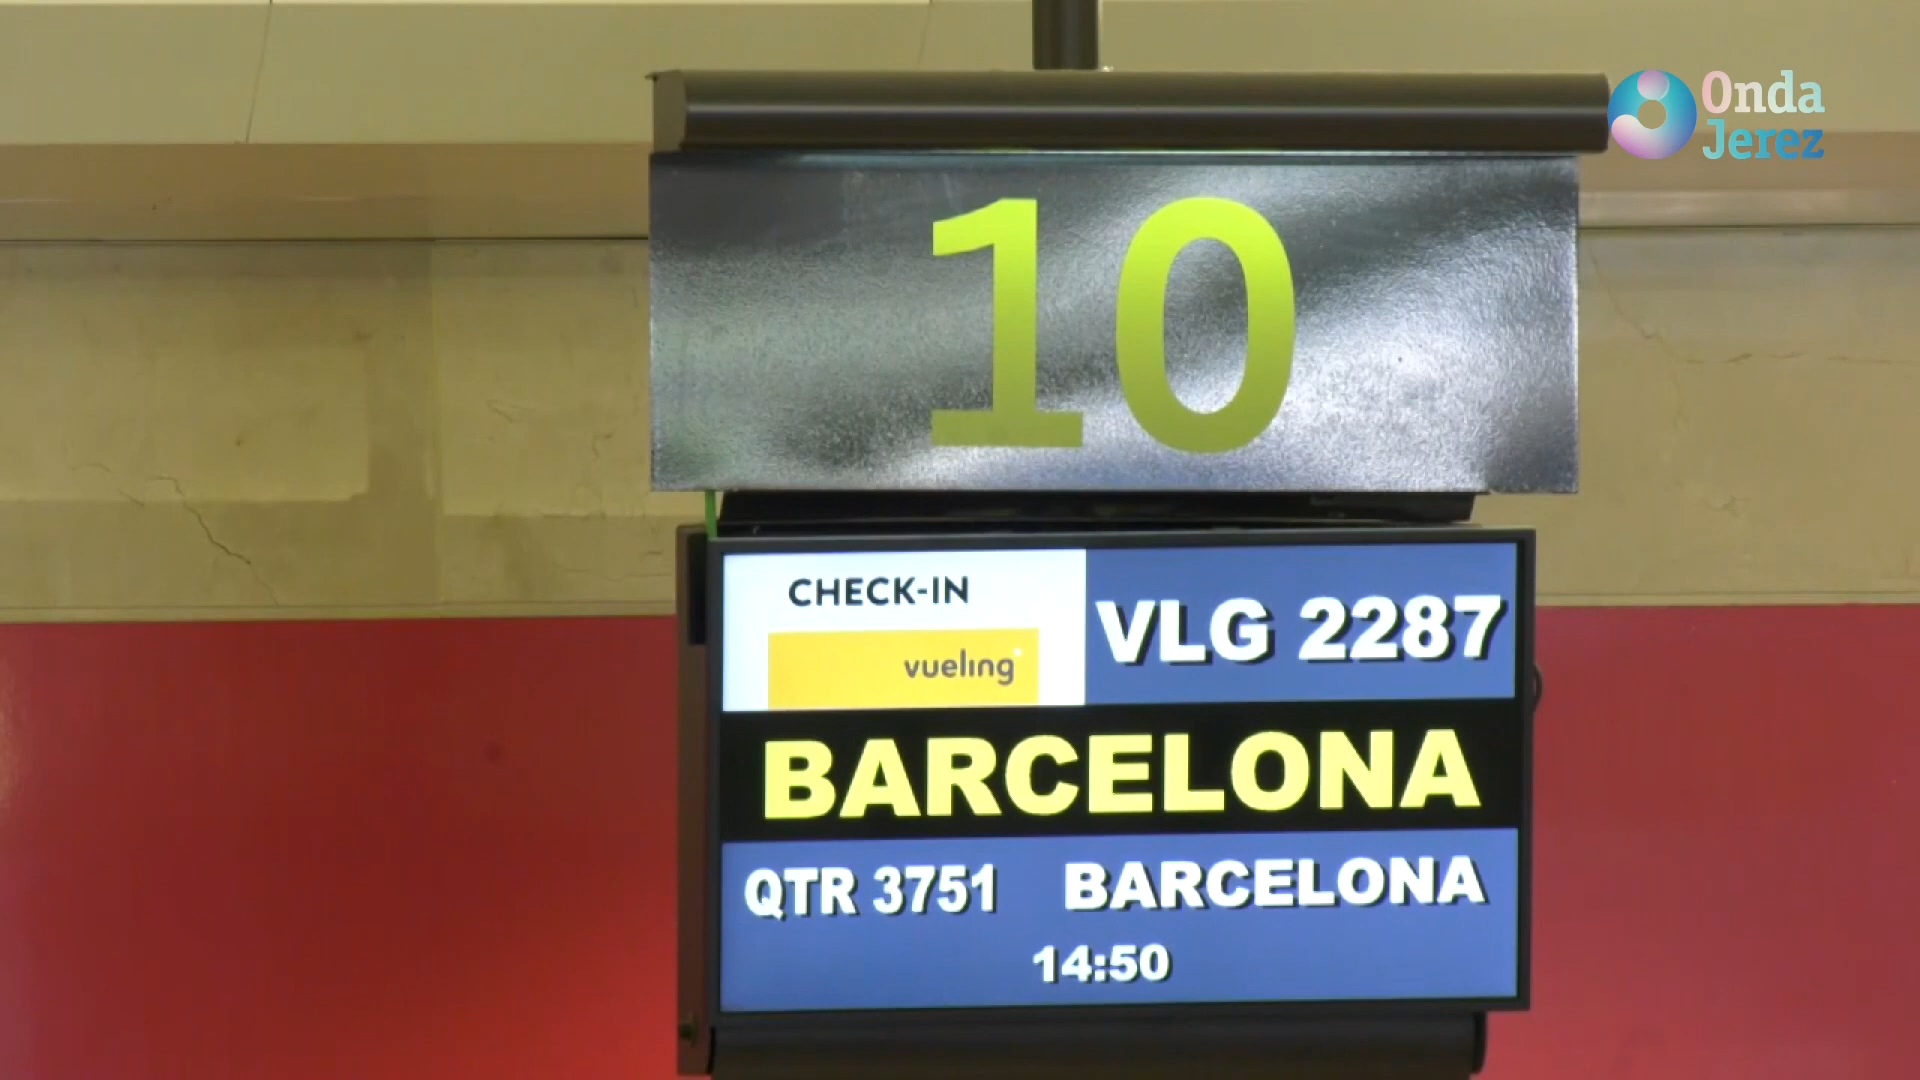 Onda
Jerez
10
CHECK-IN
vueling
VLG 2287
BARCELONA
QTR 3751 BARCELONA
14:50